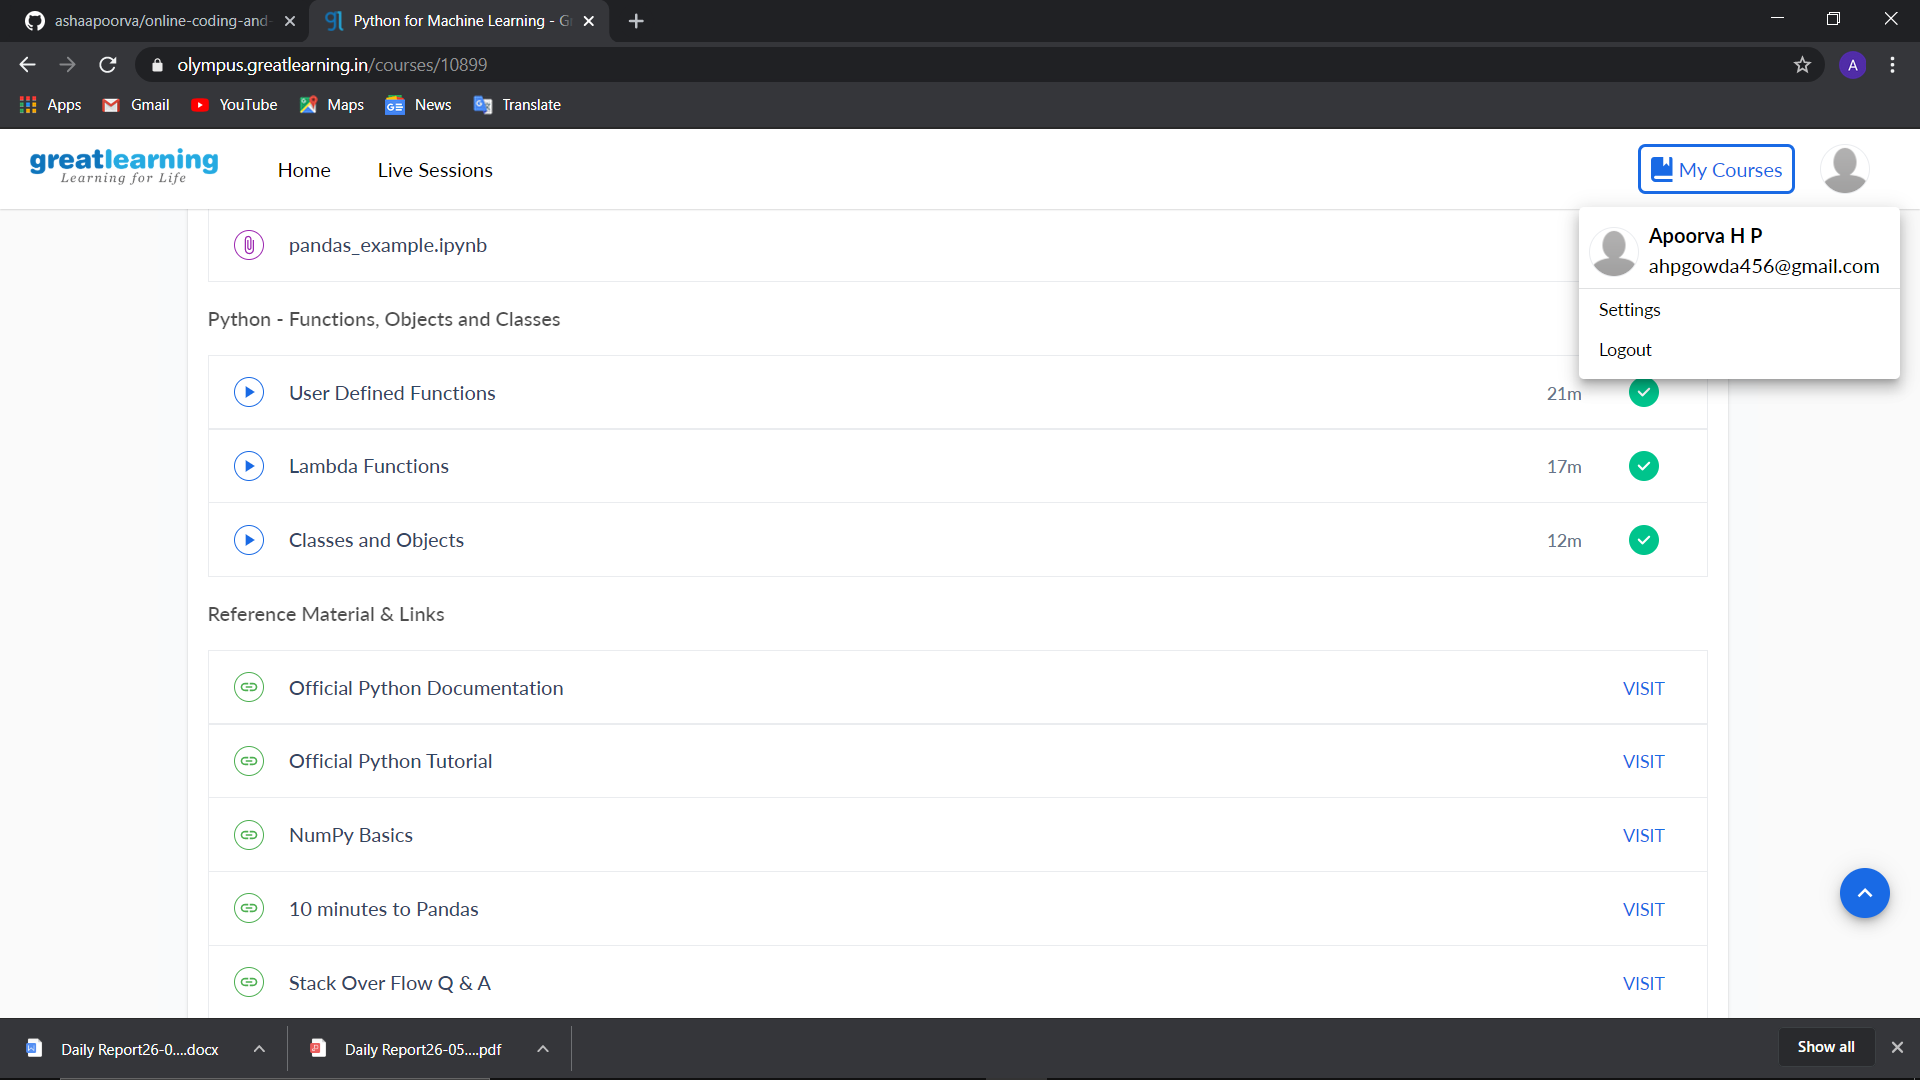 ashaapoorva/online-coding-and-
Python for Machine Learning - G
olympus.greatlearning.in/courses/10899
A
Apps
Gmail
YouTube
Maps
News
Translate
greatlearning
Learning for Life
Home
Live Sessions
My Courses
Apoorva H P
ahpgowda456@gmail.com
Settings
Logout
pandas_example.ipynb
Python - Functions, Objects and Classes
User Defined Functions
21m
Lambda Functions
17m
Classes and Objects
12m
Reference Material & Links
Official Python Documentation
VISIT
Official Python Tutorial
VISIT
NumPy Basics
VISIT
10 minutes to Pandas
VISIT
Stack Over Flow Q & A
VISIT
Daily Report26-0....docx
Daily Report26-05....pdf
Show all